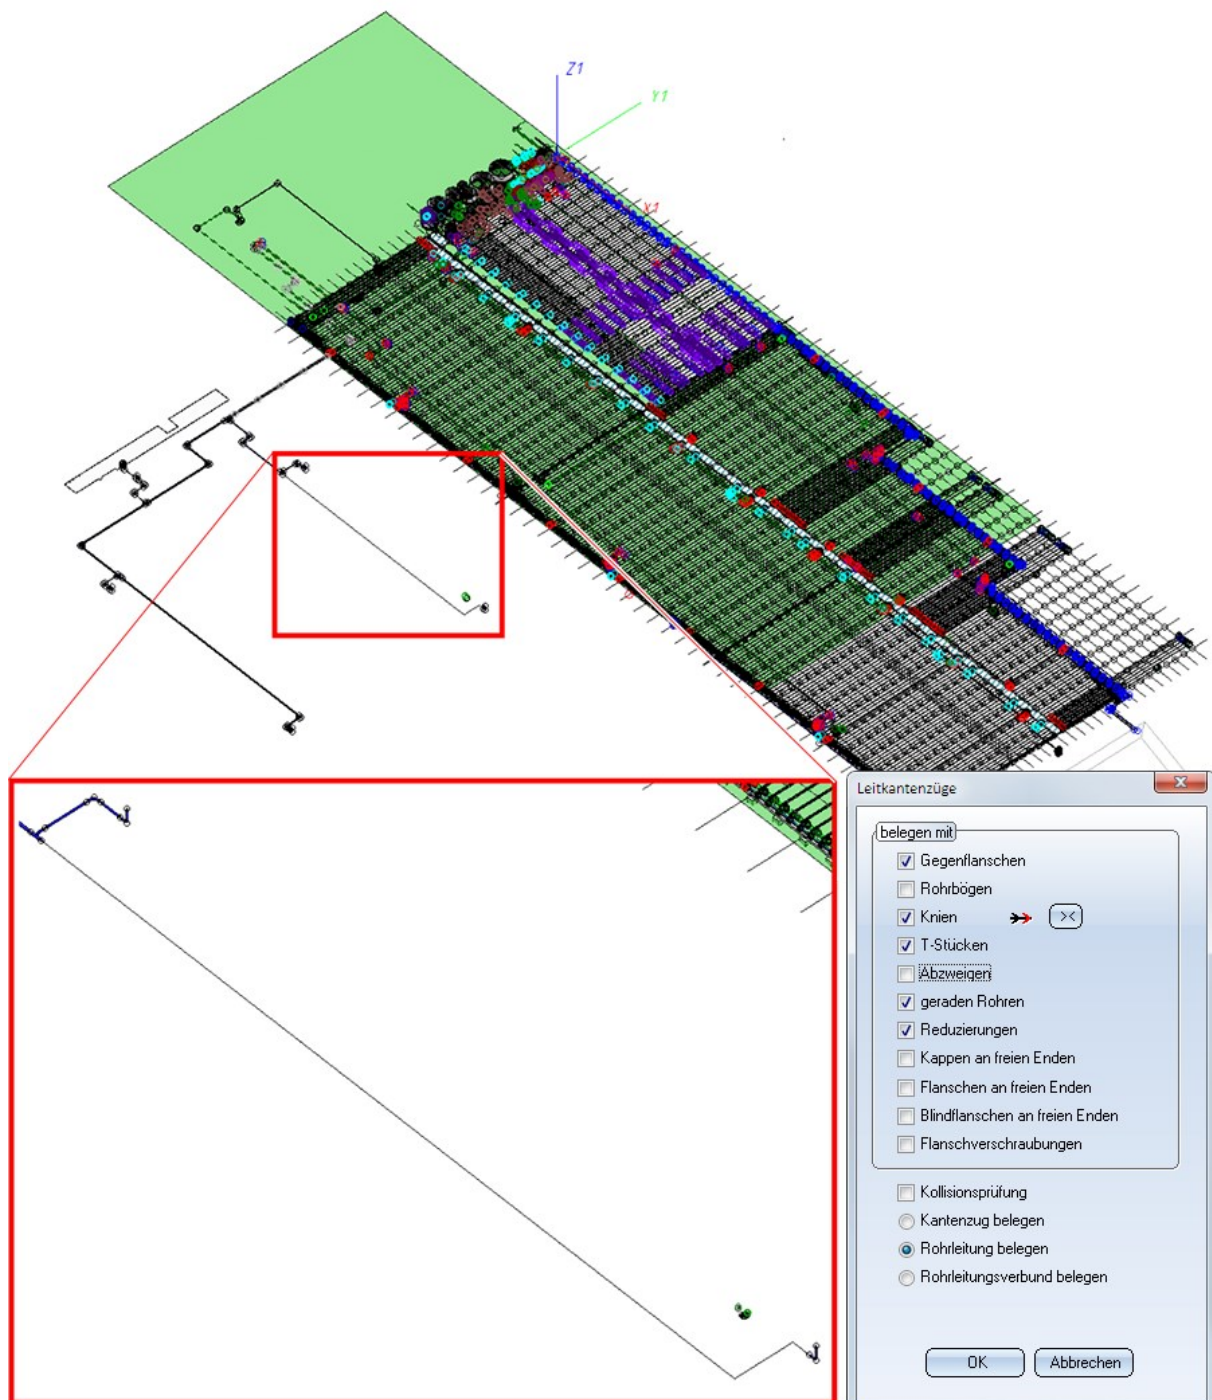 Z1
Y1
X1
Leitkantenzüge
belegen mit
Gegenflanschen
Rohrbögen
Knien
><
T-Stücken
Abzweigen
geraden Rohren
Reduzierungen
Kappen an freien Enden
Flanschen an freien Enden
Blindflanschen an freien Enden
Flanschverschraubungen
Kollisionsprüfung
Kantenzug belegen
Rohrleitung belegen
Rohrleitungsverbund belegen
OK Abbrechen